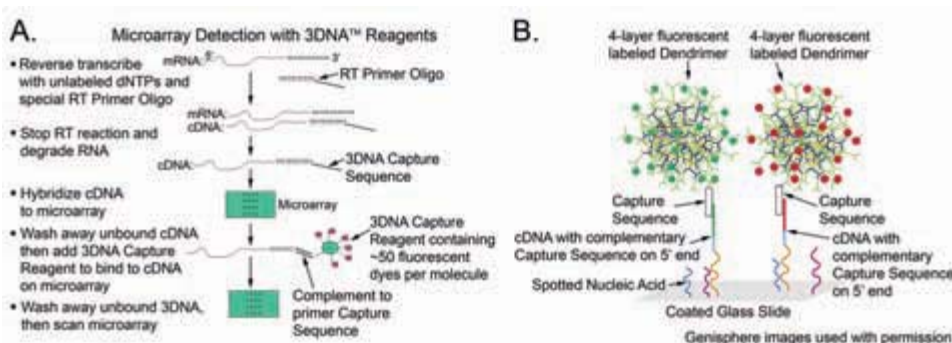 A.
Microarray Detection with 3DNA™ Reagents
• Reverse transcribe
with unlabeled dNTPs and
special RT Primer Oligo
mRNA:
5'
3'
RT Primer Oligo
• Stop RT reaction and
degrade RNA
mRNA:
cDNA:
cDNA:
3DNA Capture
Sequence
• Hybridize cDNA
to microarray
Microarray
• Wash away unbound cDNA
then add 3DNA Capture
Reagent to bind to cDNA
on microarray
3DNA Capture
Reagent containing
~50 fluorescent
dyes per molecule
• Wash away unbound 3DNA,
then scan microarray
Complement to
primer Capture
Sequence
B.
4-layer fluorescent
labeled Dendrimer
4-layer fluorescent
labeled Dendrimer
Capture
Sequence
Capture
Sequence
cDNA with complementary
Capture Sequence on 5' end
cDNA with
complementary
Capture Sequence
on 5' end
Spotted Nucleic Acid
Coated Glass Slide
Genisphere images used with permission